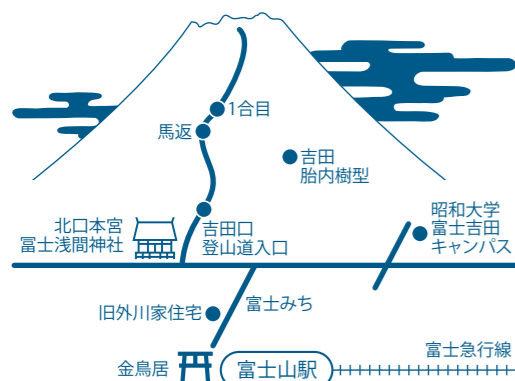 1合目
馬返
吉田
胎内樹型
北口本宮
冨士浅間神社
吉田口
登山道入口
昭和大学
富士吉田
キャンパス
旧外川家住宅
富士みち
金鳥居
富士山駅
富士急行線